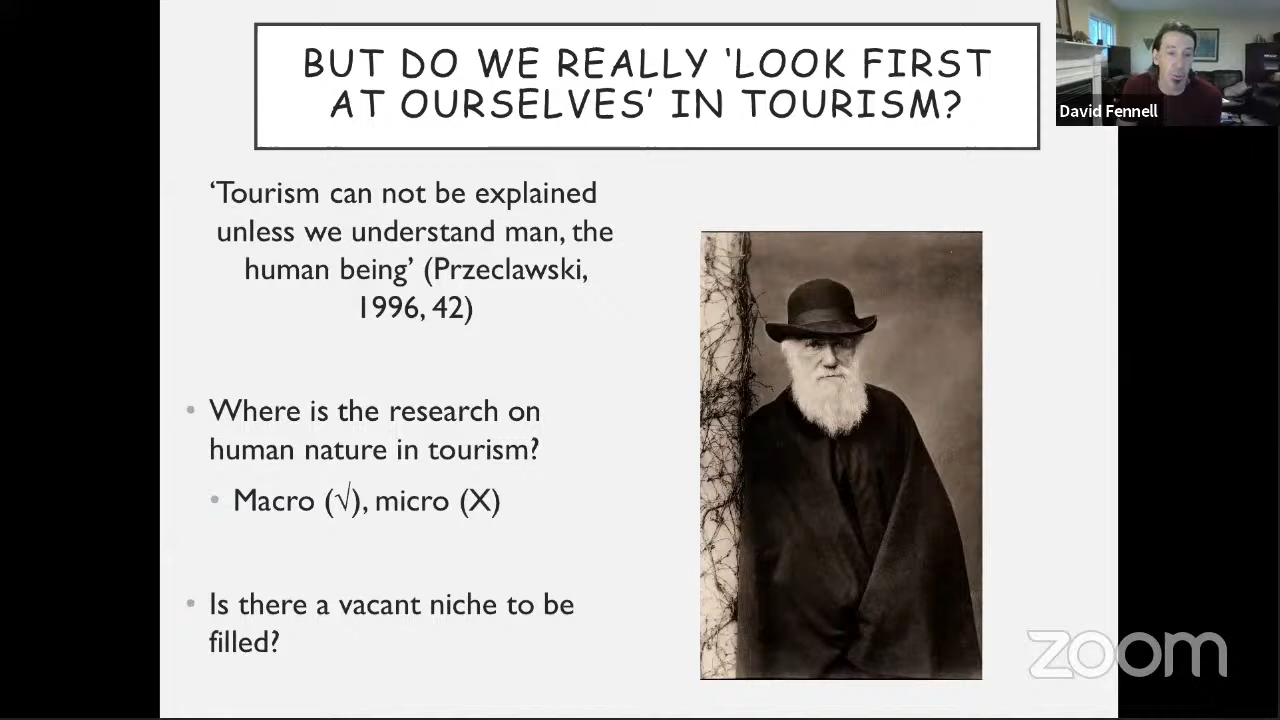 BUT DO WE REALLY ‘LOOK FIRST
AT OURSELVES’ IN TOURISM?
David Fennell
‘Tourism can not be explained
unless we understand man, the
human being’ (Przeclawski,
1996, 42)
• Where is the research on
human nature in tourism?
• Macro (√), micro (X)
• Is there a vacant niche to be
filled?
zoom